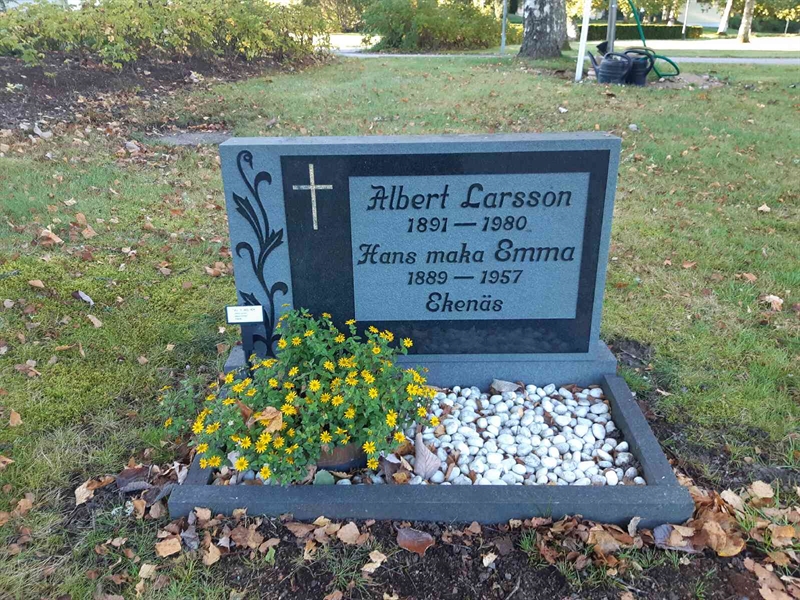 Albert Larsson
1891 — 1980
Hans maka Emma
1889 — 1957
Ekenäs